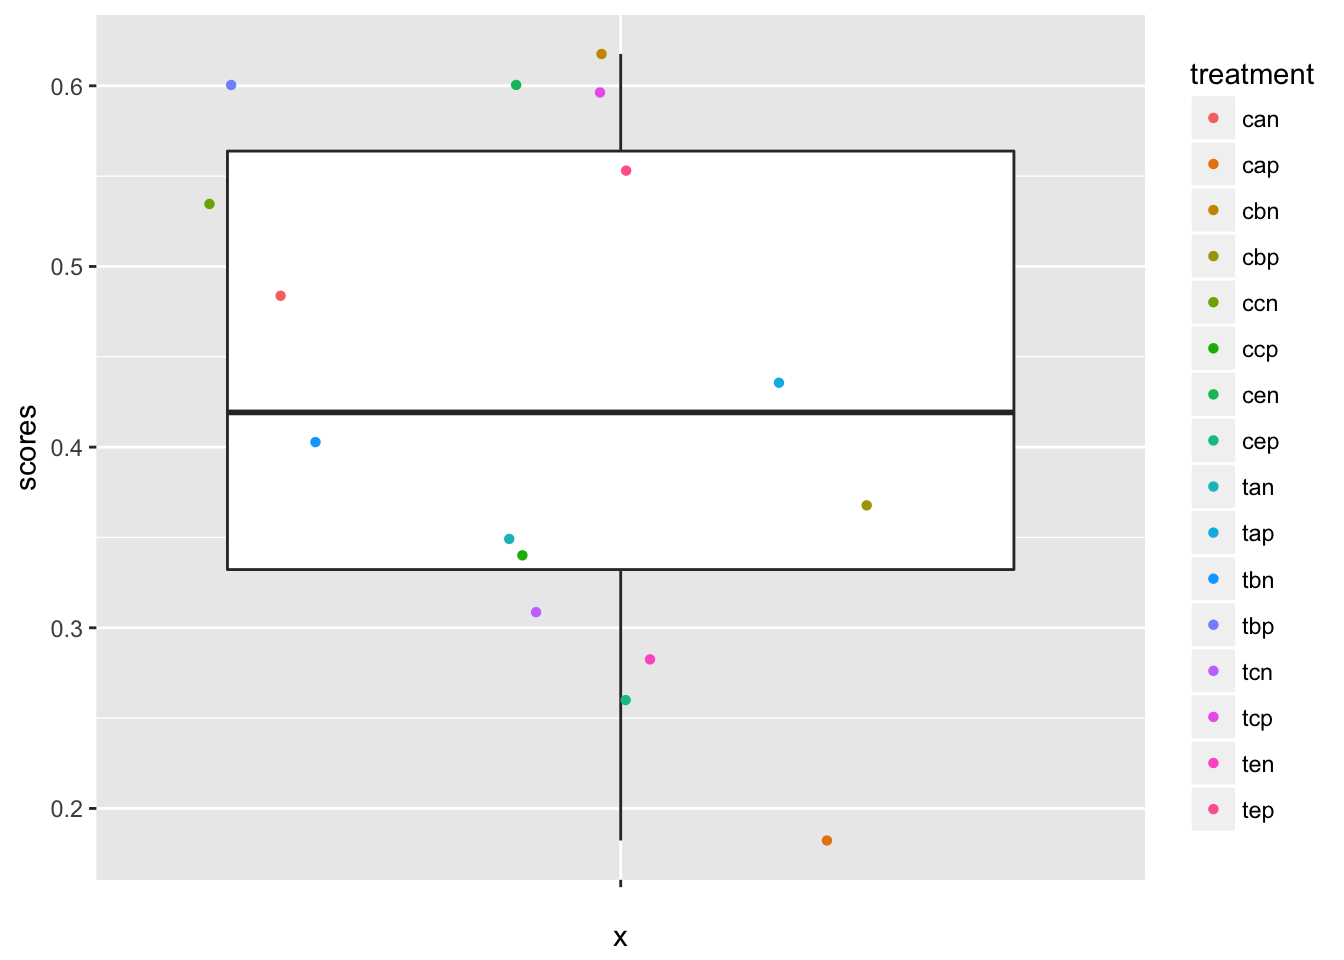 0.6
0.5
0.4
0.3
0.2
scores
x
treatment
can
cap
cbn
cbp
ccn
ccp
cen
cep
tan
tap
tbn
tbp
tcn
tcp
ten
tep